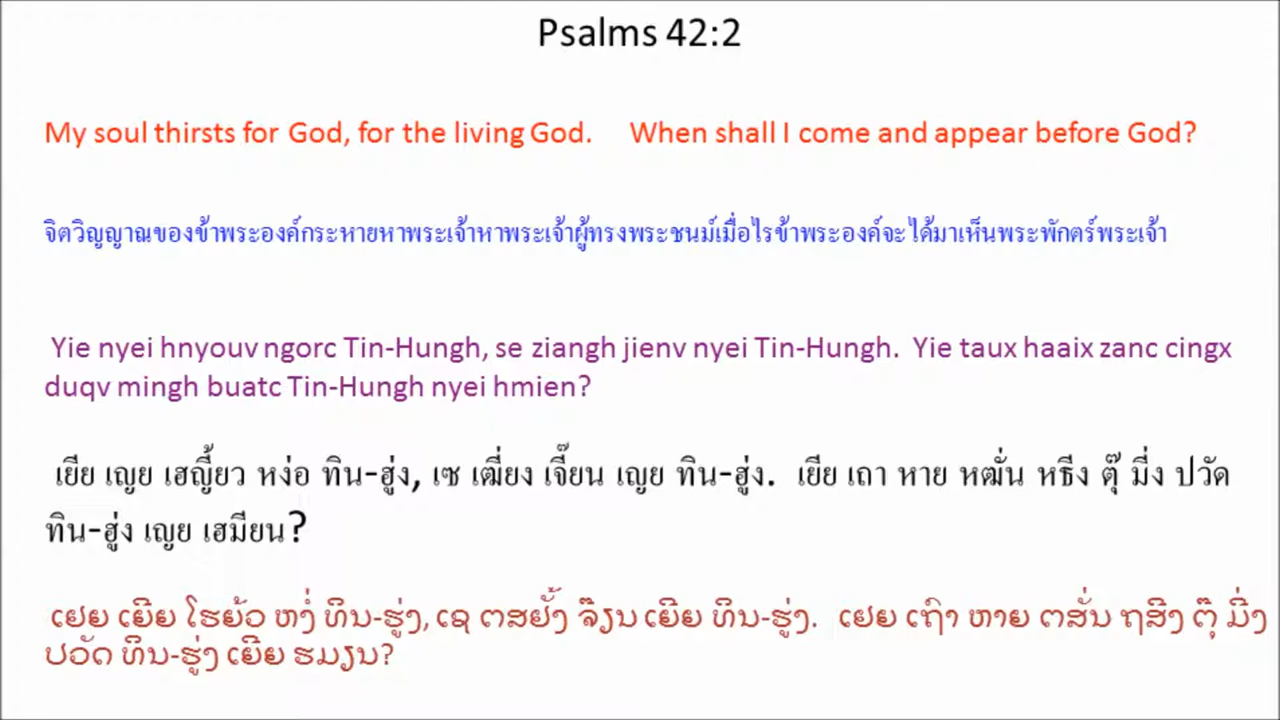 Psalms 42:2
My soul thirsts for God, for the living God. When shall I come and appear before God?
จิตวิญญาณของข้าพระองค์กระหายหาพระเจ้าหาพระเจ้าผู้ทรงพระชนม์เมื่อไรข้าพระองค์จะได้มาเห็นพระพักตร์พระเจ้า
Yie nyei hnyouv ngorc Tin-Hungh, se ziangh jienv nyei Tin-Hungh. Yie taux haaix zanc cingx
duqv mingh buatc Tin-Hungh nyei hmien?
เยีย เญย เฮญี้ยว หง่อ ทิน-ฮู่ง, เซ เฒี่ยง เจี๊ยน เญย ทิน-ฮู่ง. เยีย เถา หาย หฒั่น หธีง ตุ๊ มี่ง ปวัด
ทิน-ฮู่ง เญย เฮมียน?
ເຢຍ ເຍີຍ ໂຮຍ້ວ ຫງໍ່ ທິນ-ຮູ່ງ, ເຊ ຕສຢັ້ງ ຈ໊ຽນ ເຍີຍ ທິນ-ຮູ່ງ. ເຢຍ ເຖົາ ຫາຍ ຕສັ່ນ ຖສີງ ຕຸ໊ ມີ່ງ
ປວັດ ທິນ-ຮູ່ງ ເຍີຍ ຮມຽນ?